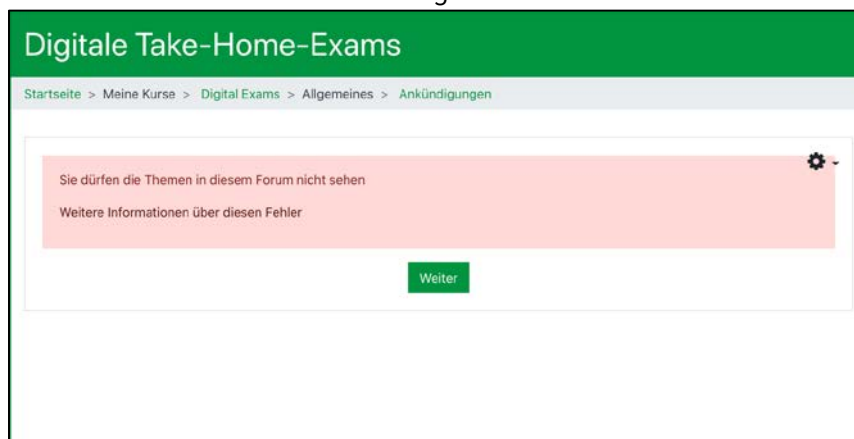 Digitale Take-Home-Exams
Startseite > Meine Kurse > Digital Exams > Allgemeines > Ankündigungen
Sie dürfen die Themen in diesem Forum nicht sehen
Weitere Informationen über diesen Fehler
Weiter